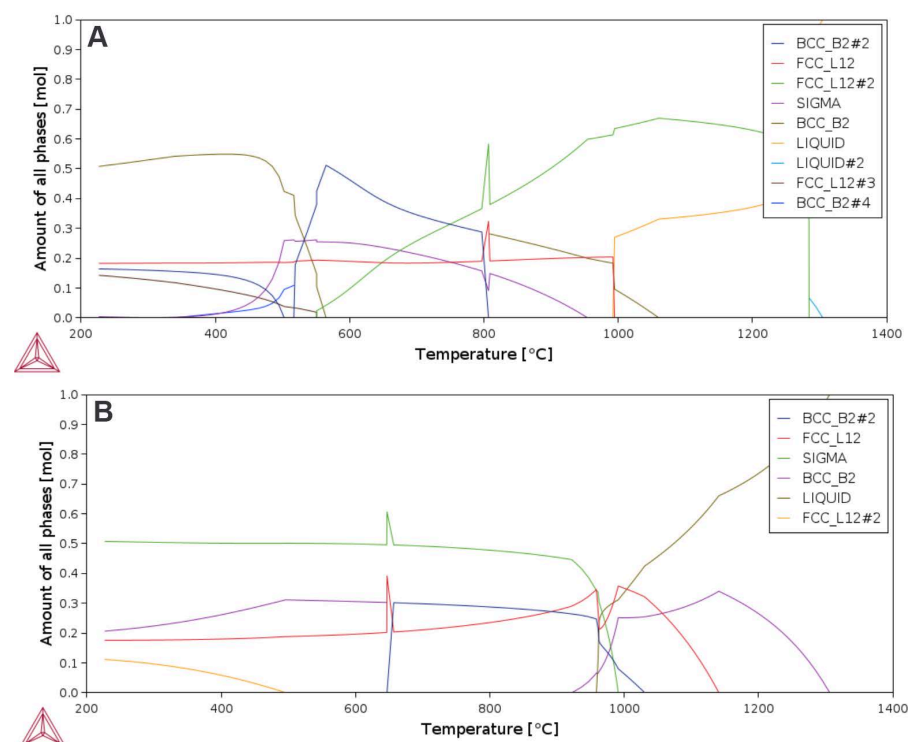 A
Amount of all phases [mol]
1.0
0.9
0.8
0.7
0.6
0.5
0.4
0.3
0.2
0.1
0.0
200
400
600
800
1000
1200
1400
Temperature [°C]
BCC_B2#2
FCC_L12
FCC_L12#2
SIGMA
BCC_B2
LIQUID
LIQUID#2
FCC_L12#3
BCC_B2#4
B
Amount of all phases [mol]
1.0
0.9
0.8
0.7
0.6
0.5
0.4
0.3
0.2
0.1
0.0
200
400
600
800
1000
1200
1400
Temperature [°C]
BCC_B2#2
FCC_L12
SIGMA
BCC_B2
LIQUID
FCC_L12#2